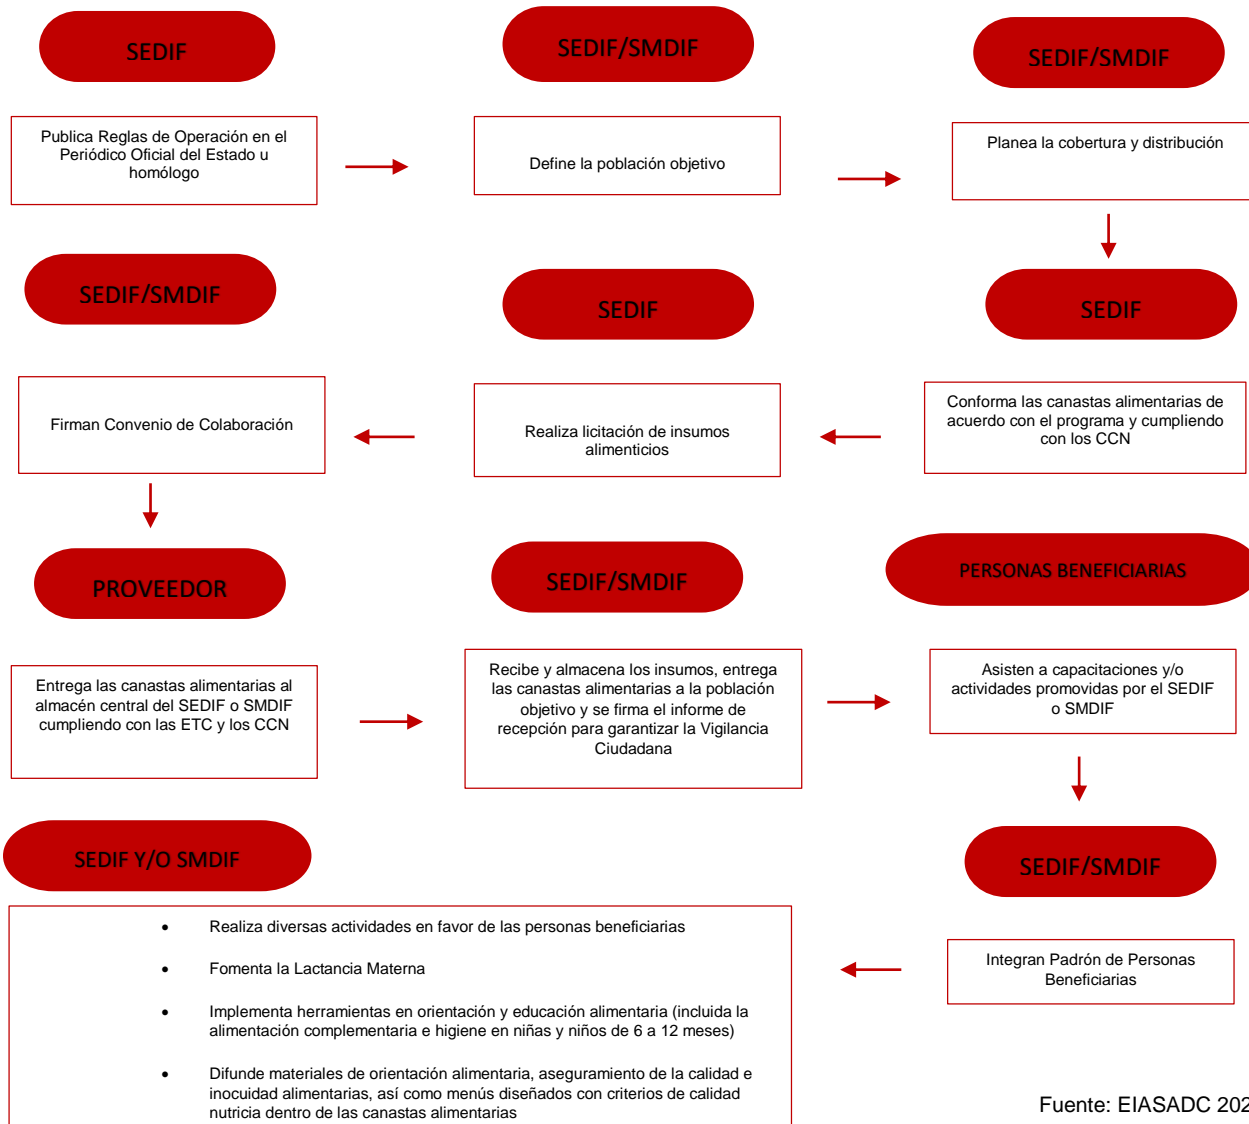 SEDIF
Publica Reglas de Operación en el
Periódico Oficial del Estado u
homólogo
SEDIF/SMDIF
Define la población objetivo
SEDIF/SMDIF
Planea la cobertura y distribución
SEDIF
Conforma las canastas alimentarias de
acuerdo con el programa y cumpliendo
con los CCN
SEDIF
Realiza licitación de insumos
alimenticios
SEDIF/SMDIF
Firman Convenio de Colaboración
PROVEEDOR
Entrega las canastas alimentarias al
almacén central del SEDIF o SMDIF
cumpliendo con las ETC y los CCN
SEDIF/SMDIF
Recibe y almacena los insumos, entrega
las canastas alimentarias a la población
objetivo y se firma el informe de
recepción para garantizar la Vigilancia
Ciudadana
PERSONAS BENEFICIARIAS
Asisten a capacitaciones y/o
actividades promovidas por el SEDIF
o SMDIF
SEDIF/SMDIF
Integran Padrón de Personas
Beneficiarias
SEDIF Y/O SMDIF
• Realiza diversas actividades en favor de las personas beneficiarias
• Fomenta la Lactancia Materna
• Implementa herramientas en orientación y educación alimentaria (incluida la
alimentación complementaria e higiene en niñas y niños de 6 a 12 meses)
• Difunde materiales de orientación alimentaria, aseguramiento de la calidad e
inocuidad alimentarias, así como menús diseñados con criterios de calidad
nutricia dentro de las canastas alimentarias
Fuente: EIASADC 202